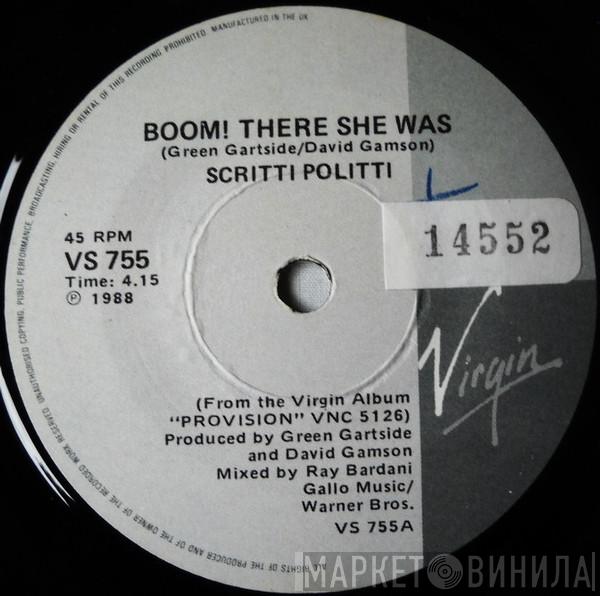 ALL RIGHTS OF THE PRODUCER AND OF THE OWNER OF THE RECORDED WORK RESERVED UNAUTHORISED COPYING, PUBLIC PERFORMANCE, BROADCASTING, HIRING OR RENTAL OF THIS RECORDING PROHIBITED. MANUFACTURED IN THE UK
BOOM! THERE SHE WAS
(Green Gartside/David Gamson)
SCRITTI POLITTI
14552
45 RPM
VS 755
Time: 4.15
℗ 1988
Virgin
(From the Virgin Album
"PROVISION" VNC 5126)
Produced by Green Gartside
and David Gamson
Mixed by Ray Bardani
Gallo Music/
Warner Bros.
VS 755A
МАРКЕТ ВИНИЛА